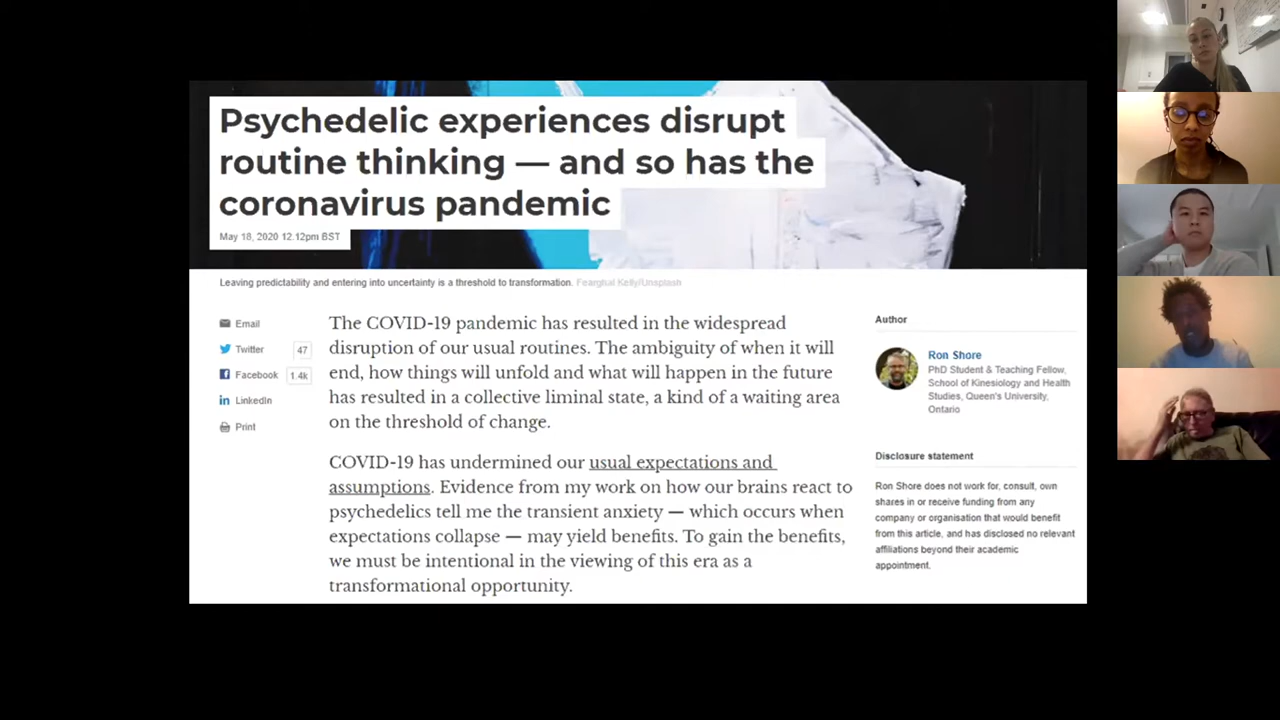 Psychedelic experiences disrupt
routine thinking — and so has the
coronavirus pandemic
May 18, 2020 12.12pm BST
Leaving predictability and entering into uncertainty is a threshold to transformation. Fearghal Kelly/Unsplash
Email
Twitter 47
Facebook 1.4k
LinkedIn
Print
The COVID-19 pandemic has resulted in the widespread
disruption of our usual routines. The ambiguity of when it will
end, how things will unfold and what will happen in the future
has resulted in a collective liminal state, a kind of a waiting area
on the threshold of change.
COVID-19 has undermined our usual expectations and
assumptions. Evidence from my work on how our brains react to
psychedelics tell me the transient anxiety — which occurs when
expectations collapse — may yield benefits. To gain the benefits,
we must be intentional in the viewing of this era as a
transformational opportunity.
Author
Ron Shore
PhD Student & Teaching Fellow,
School of Kinesiology and Health
Studies, Queen's University,
Ontario
Disclosure statement
Ron Shore does not work for, consult, own
shares in or receive funding from any
company or organisation that would benefit
from this article, and has disclosed no relevant
affiliations beyond their academic
appointment.